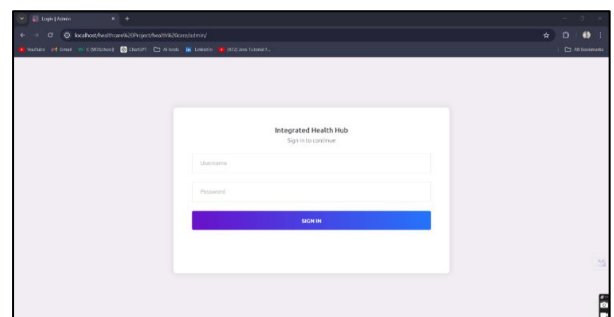 Login | Admin
localhost/healthcare%20Project/health%20care/admin/
YouTube Gmail ChatGPT AI tools LinkedIn All Bookmarks
Integrated Health Hub
Sign in to continue
Username
Password
SIGN IN